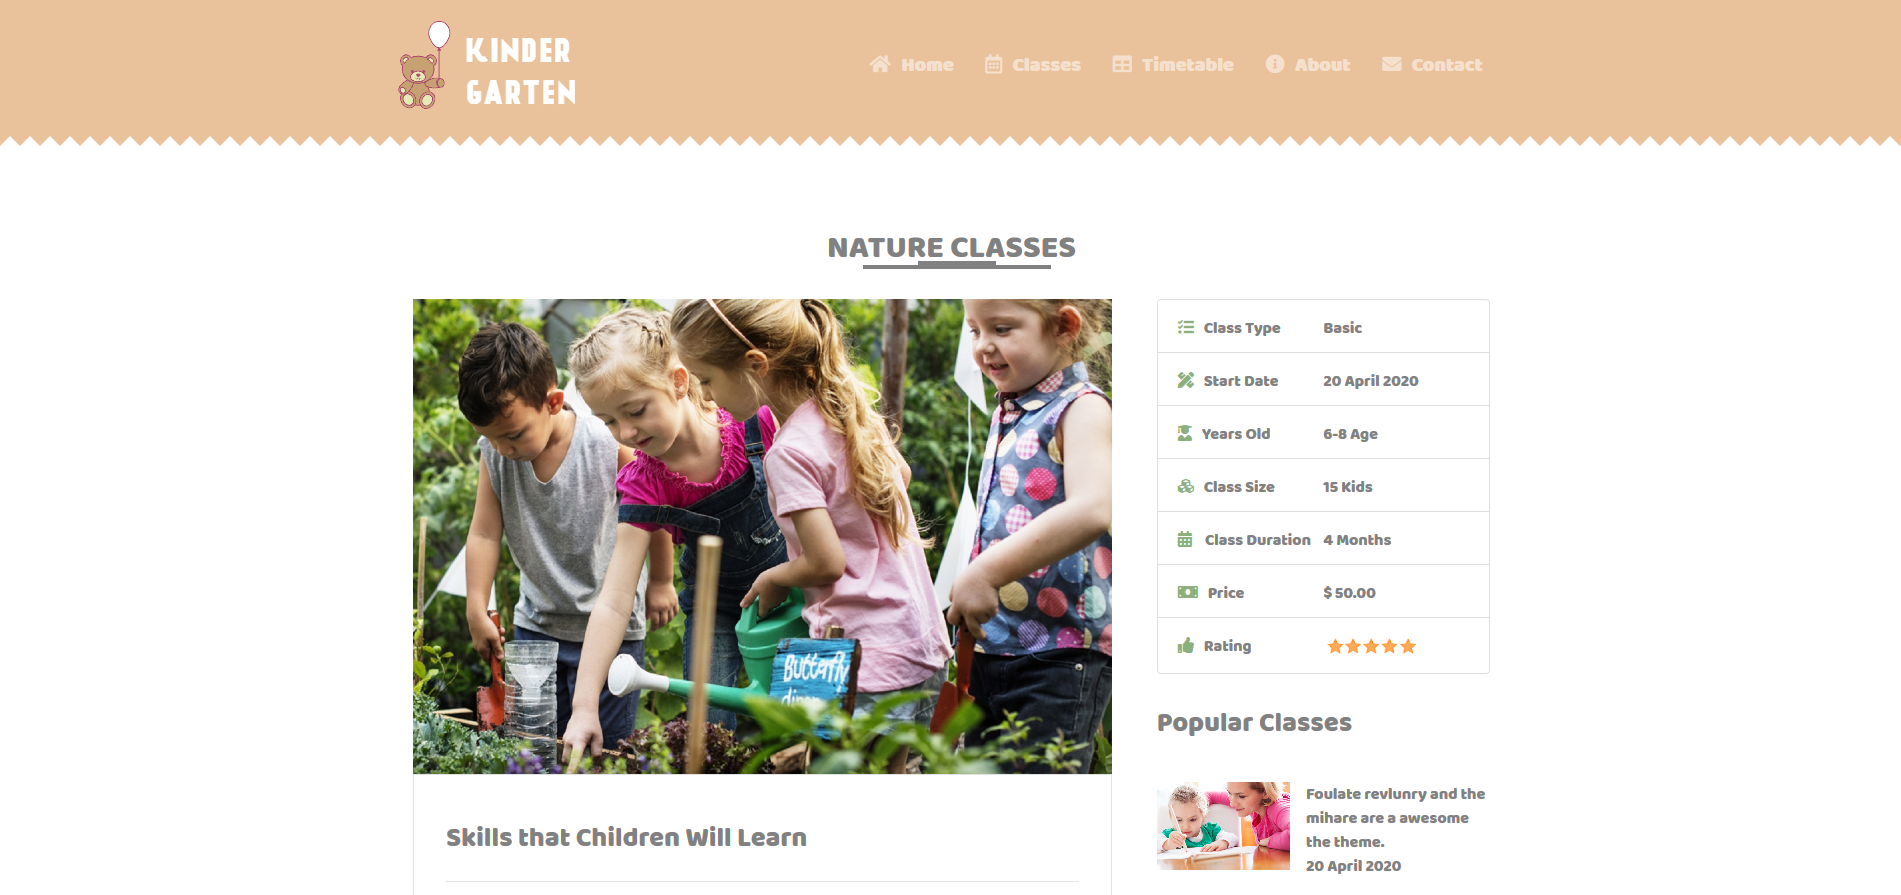 KINDER
GARTEN
Home Classes Timetable About Contact
NATURE CLASSES
Butterfly
diner
Class Type Basic
Start Date 20 April 2020
Years Old 6-8 Age
Class Size 15 Kids
Class Duration 4 Months
Price $ 50.00
Rating
Popular Classes
Foulate revlunry and the
mihare are a awesome
the theme.
20 April 2020
Skills that Children Will Learn